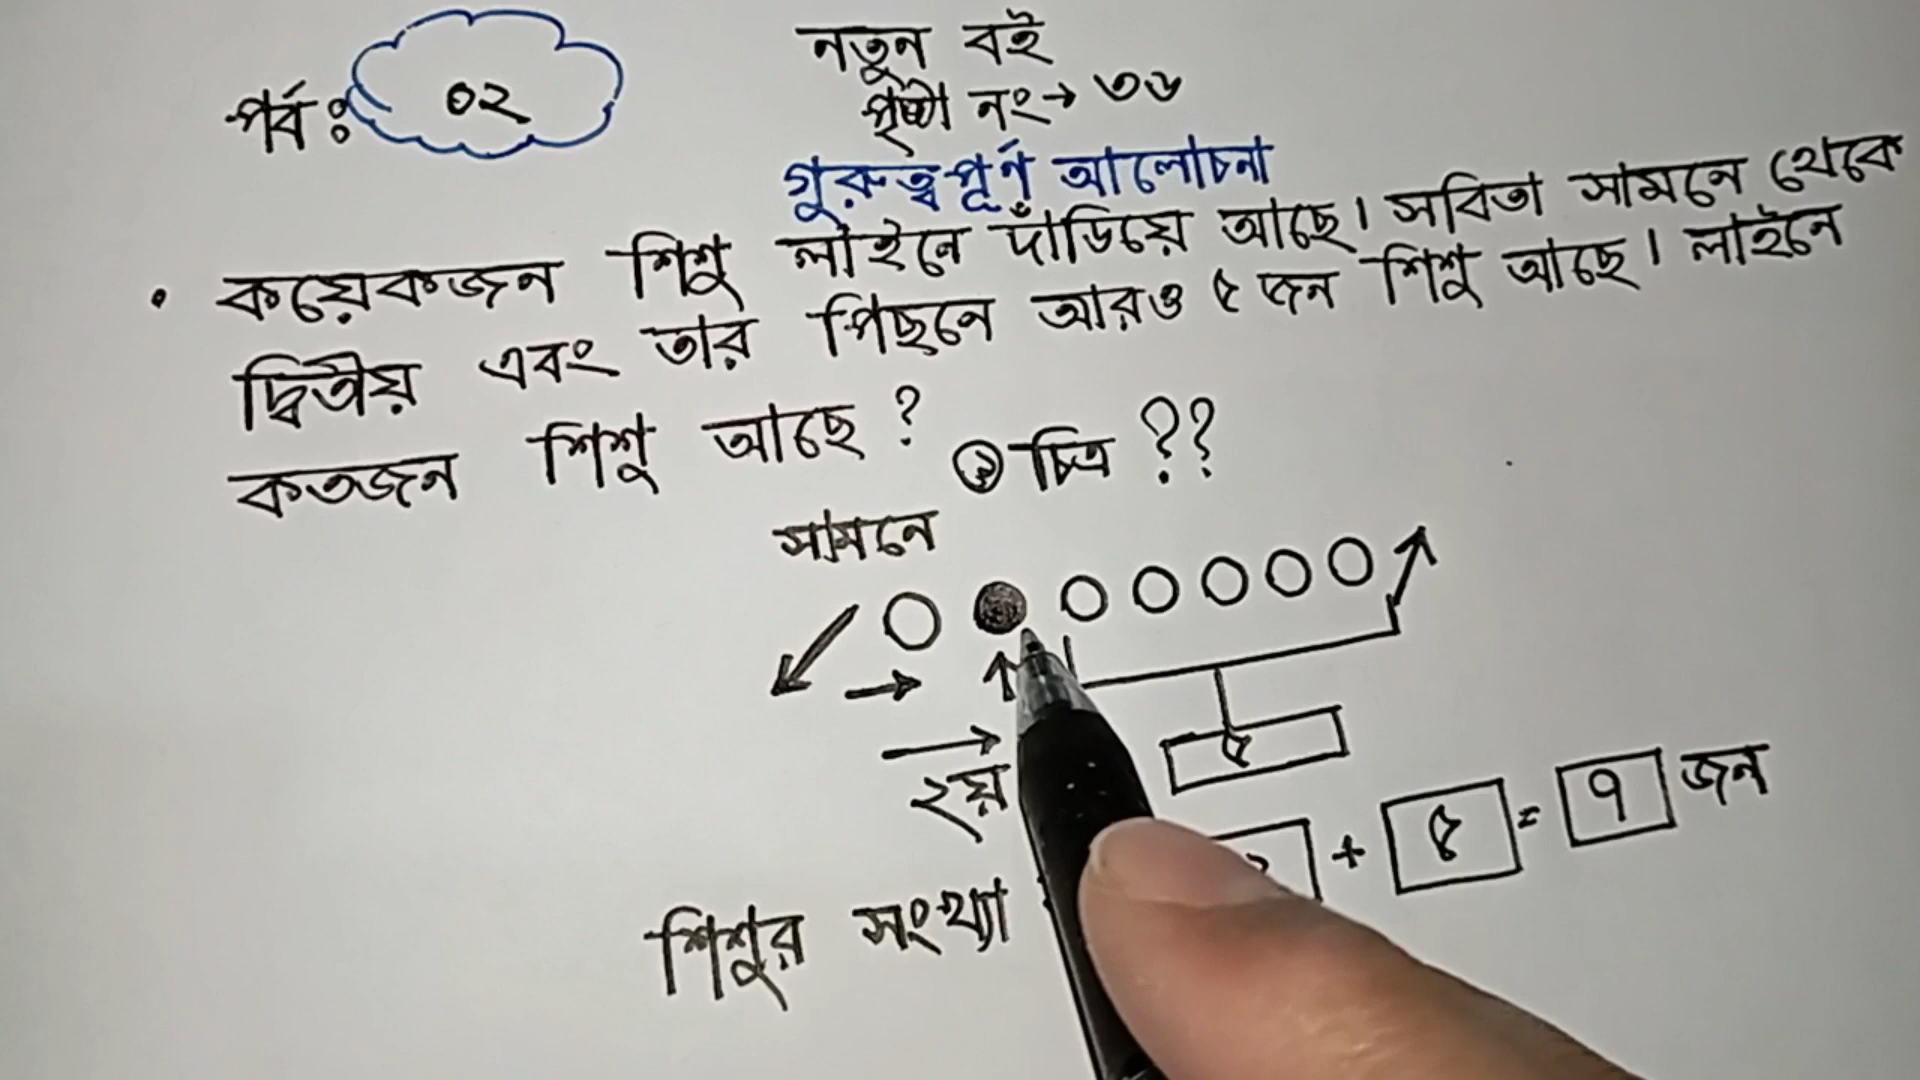 পর্ব : ০২
নতুন বই
পৃষ্ঠা নং → ৩৬
গুরুত্বপূর্ণ আলোচনা
• কয়েকজন শিশু লাইনে দাঁড়িয়ে আছে। সবিতা সামনে থেকে
দ্বিতীয় এবং তার পিছনে আরও ৫ জন শিশু আছে। লাইনে
কতজন শিশু আছে ?
চিত্র ??
সামনে
৫
২য়
শিশুর সংখ্যা + ৫ = ৭ জন